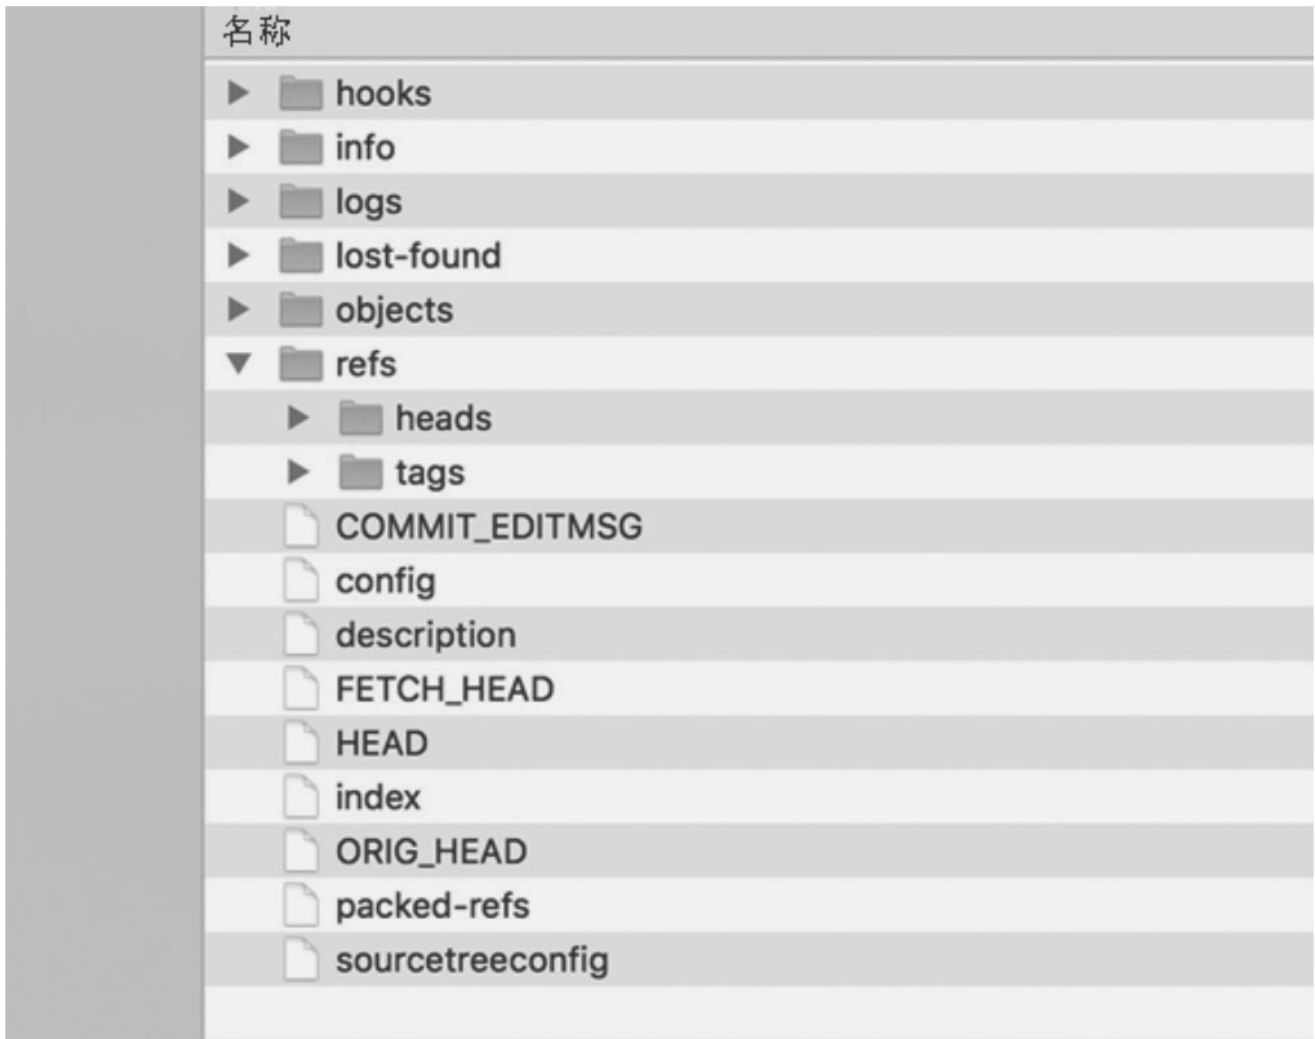 名称
hooks
info
logs
lost-found
objects
refs
heads
tags
COMMIT_EDITMSG
config
description
FETCH_HEAD
HEAD
index
ORIG_HEAD
packed-refs
sourcetreeconfig